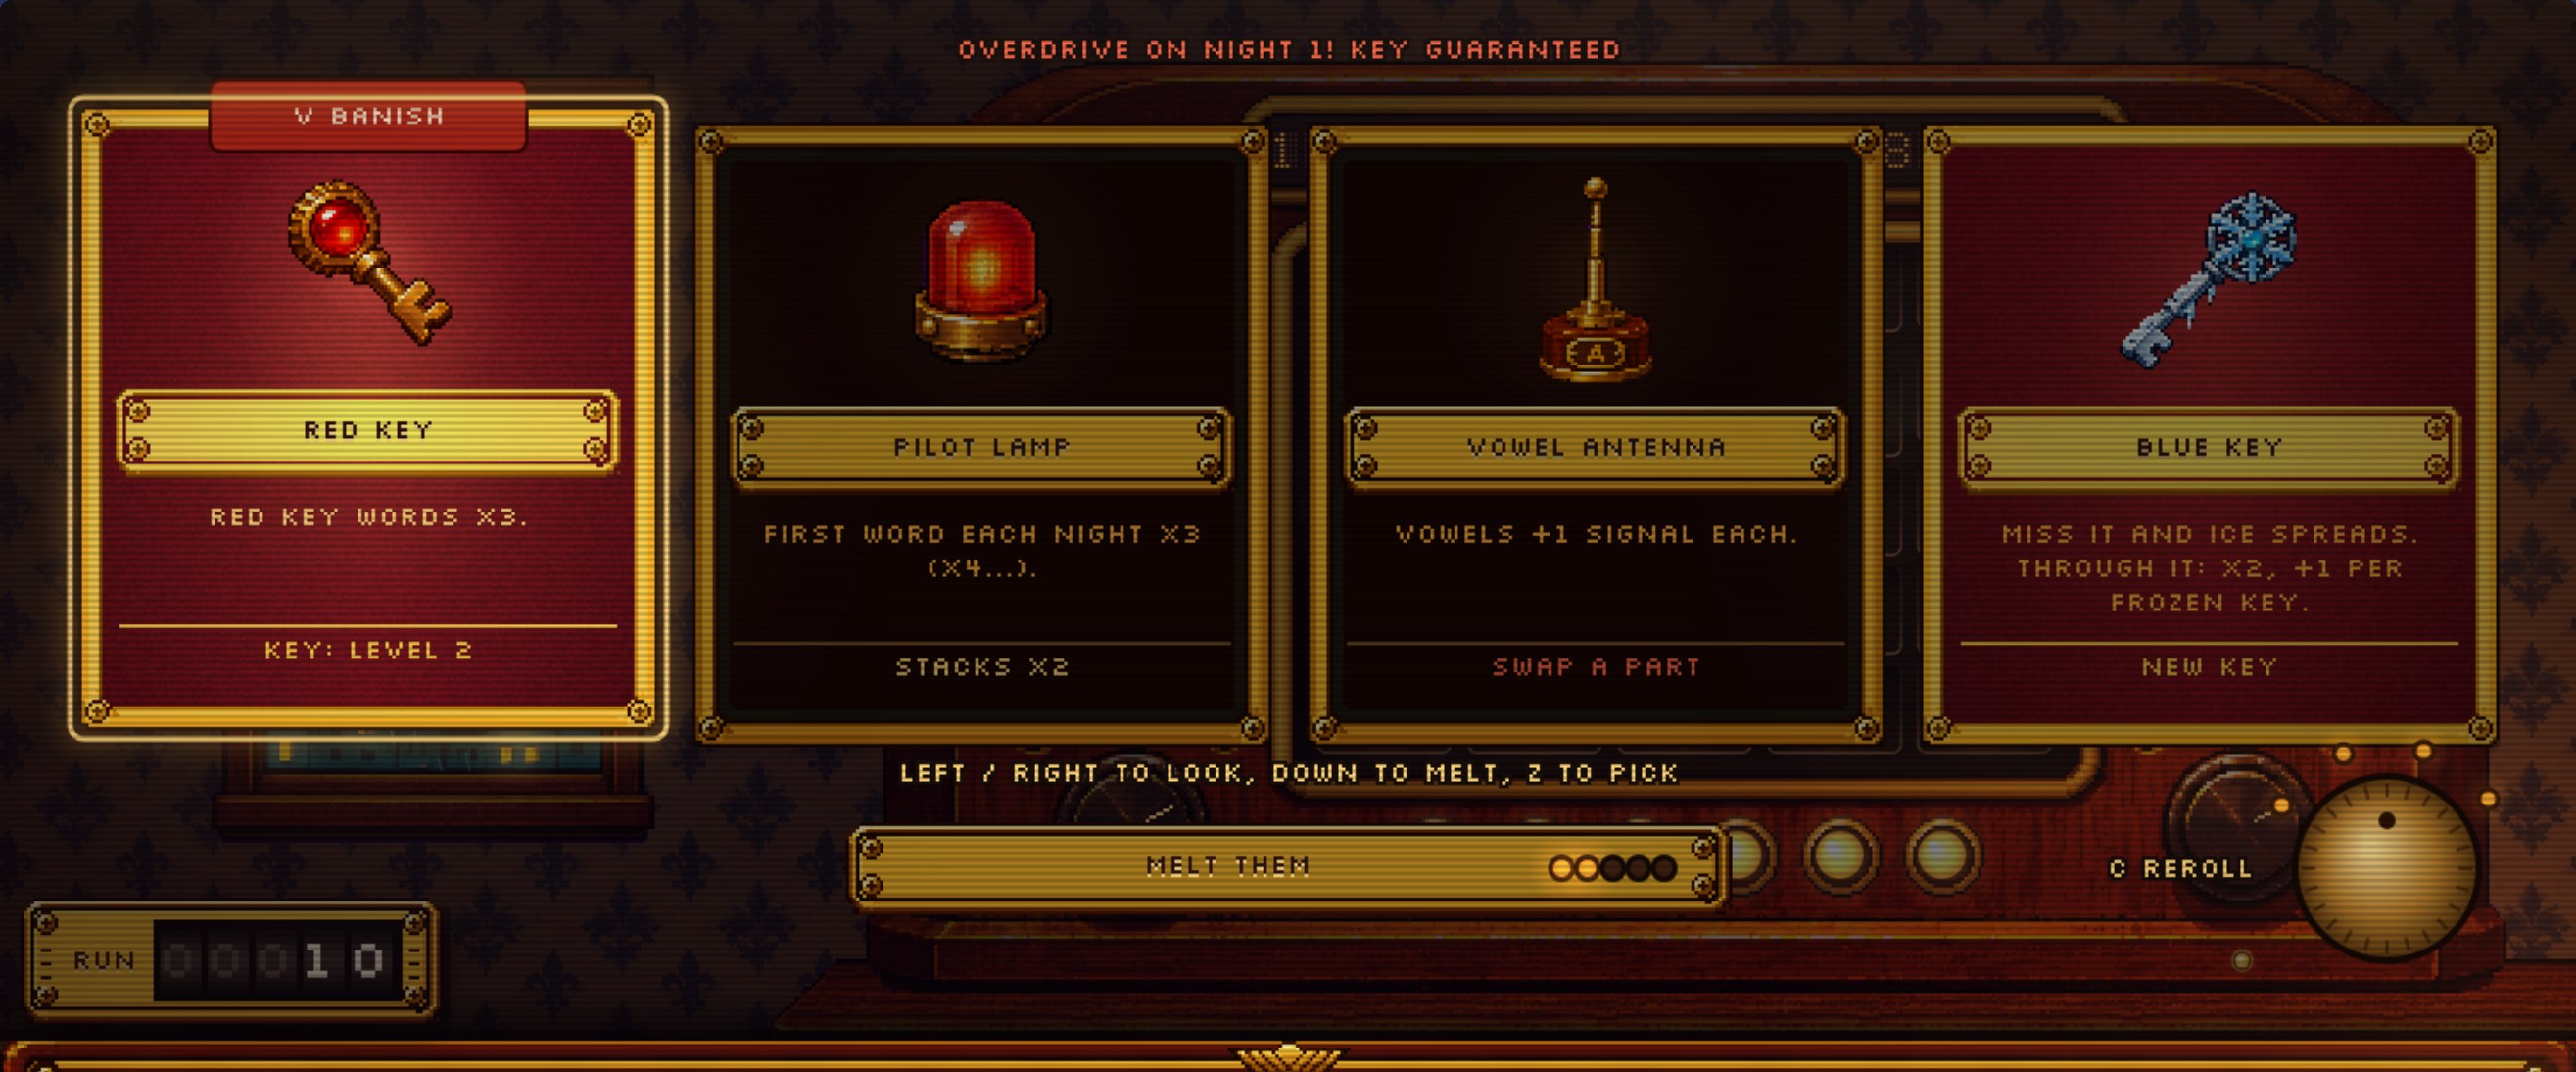 OVERDRIVE ON NIGHT 1! KEY GUARANTEED
V BANISH
RED KEY
RED KEY WORDS X3.
KEY: LEVEL 2
PILOT LAMP
FIRST WORD EACH NIGHT X3
(X4...).
STACKS X2
A
VOWEL ANTENNA
VOWELS +1 SIGNAL EACH.
SWAP A PART
BLUE KEY
MISS IT AND ICE SPREADS.
THROUGH IT: X2, +1 PER
FROZEN KEY.
NEW KEY
LEFT / RIGHT TO LOOK, DOWN TO MELT, Z TO PICK
MELT THEM
C REROLL
RUN 00010